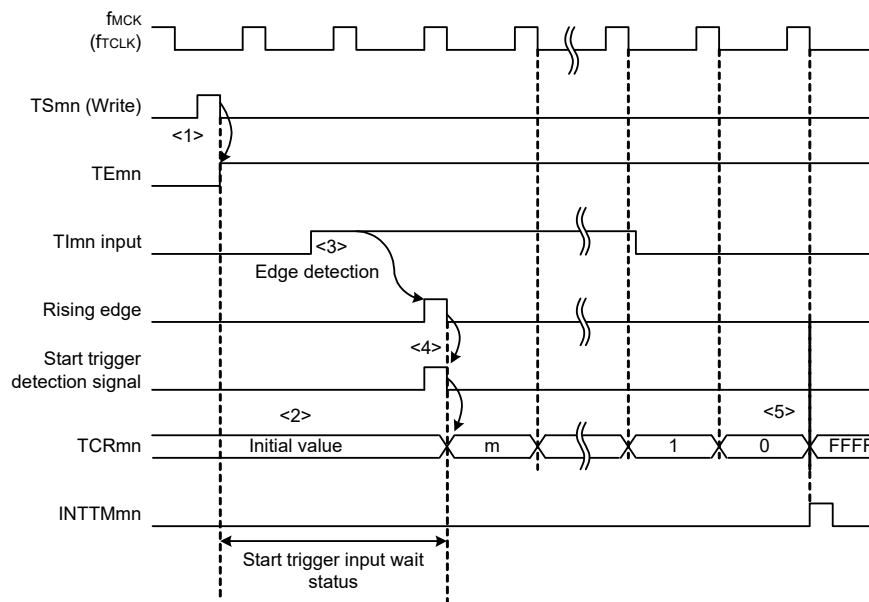 fMCK
(fTCLK)
TSmn (Write)
<1>
TEmn
TImn input
<3>
Edge detection
Rising edge
<4>
Start trigger
detection signal
<2>
<5>
TCRmn
Initial value
m
1
0
FFFF
INTTMmn
Start trigger input wait
status